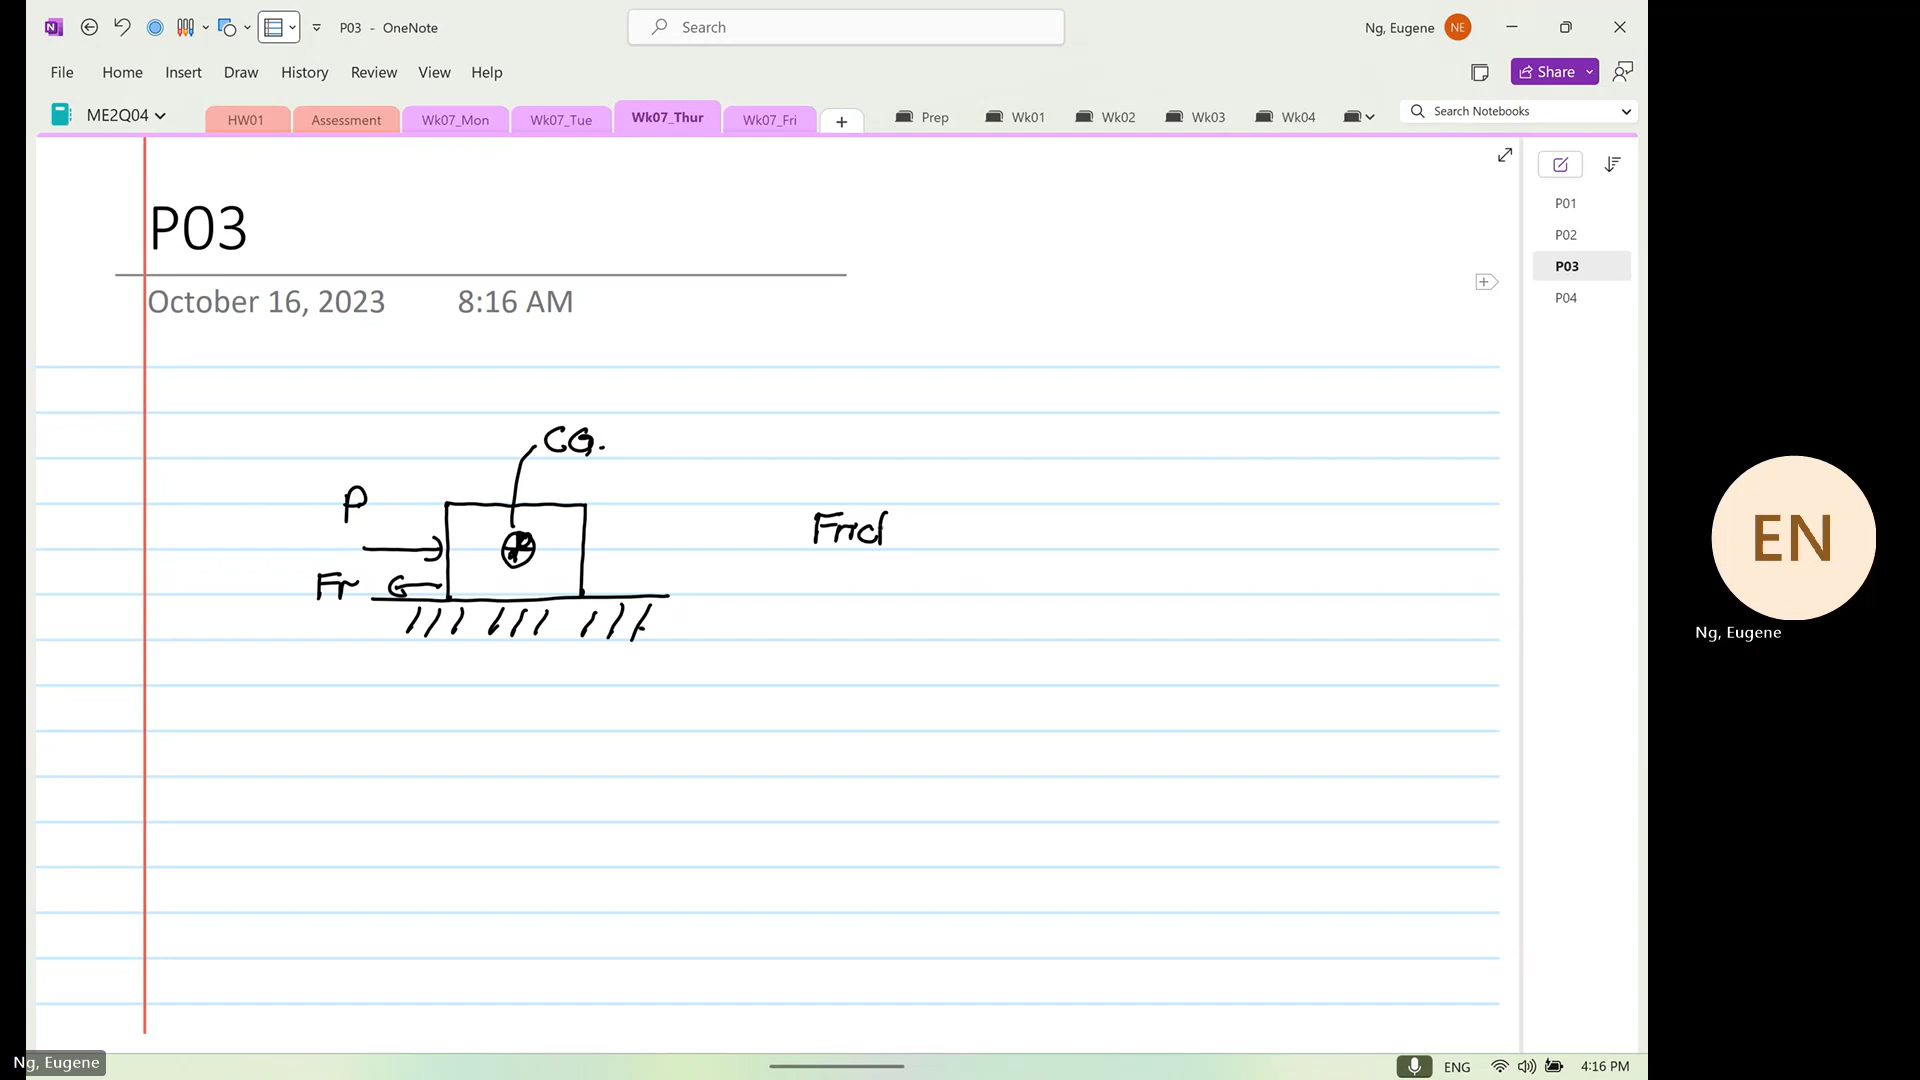 P03 - OneNote
Search
Ng, Eugene
NE
File
Home
Insert
Draw
History
Review
View
Help
Share
ME2Q04
HW01
Assessment
Wk07_Mon
Wk07_Tue
Wk07_Thur
Wk07_Fri
+
Prep
Wk01
Wk02
Wk03
Wk04
Search Notebooks
P03
October 16, 2023
8:16 AM
P01
P02
P03
P04
CG.
P
Fr
Frict
EN
Ng, Eugene
Ng, Eugene
ENG
4:16 PM